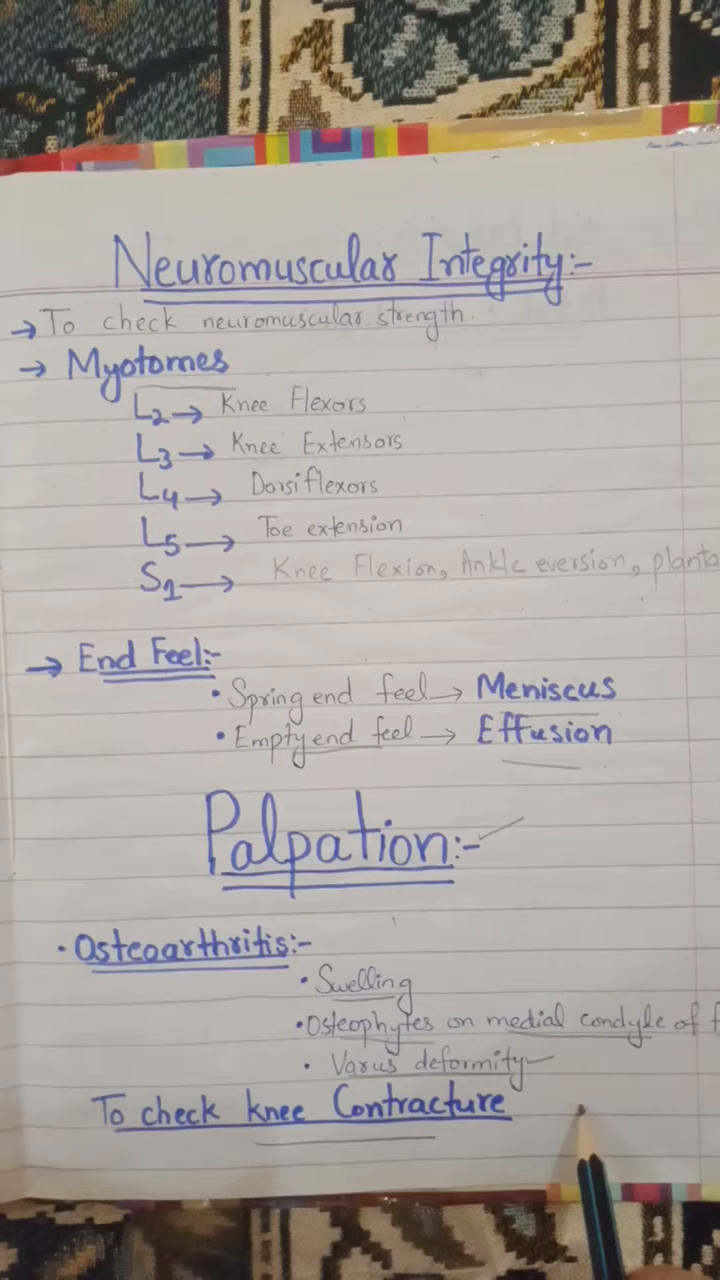 Neuromuscular Integrity:-
→ To check neuromuscular strength.
→ Myotomes
L2 → Knee Flexors
L3 → Knee Extensors
L4 → Dorsiflexors
L5 → Toe extension
S1 → Knee Flexion, Ankle eversion, planta
→ End Feel:-
• Spring end feel → Meniscus
• Empty end feel → Effusion
Palpation:-
• Osteoarthritis:-
• Swelling
• Osteophytes on medial condyle of f
• Varus deformity
To check knee Contracture